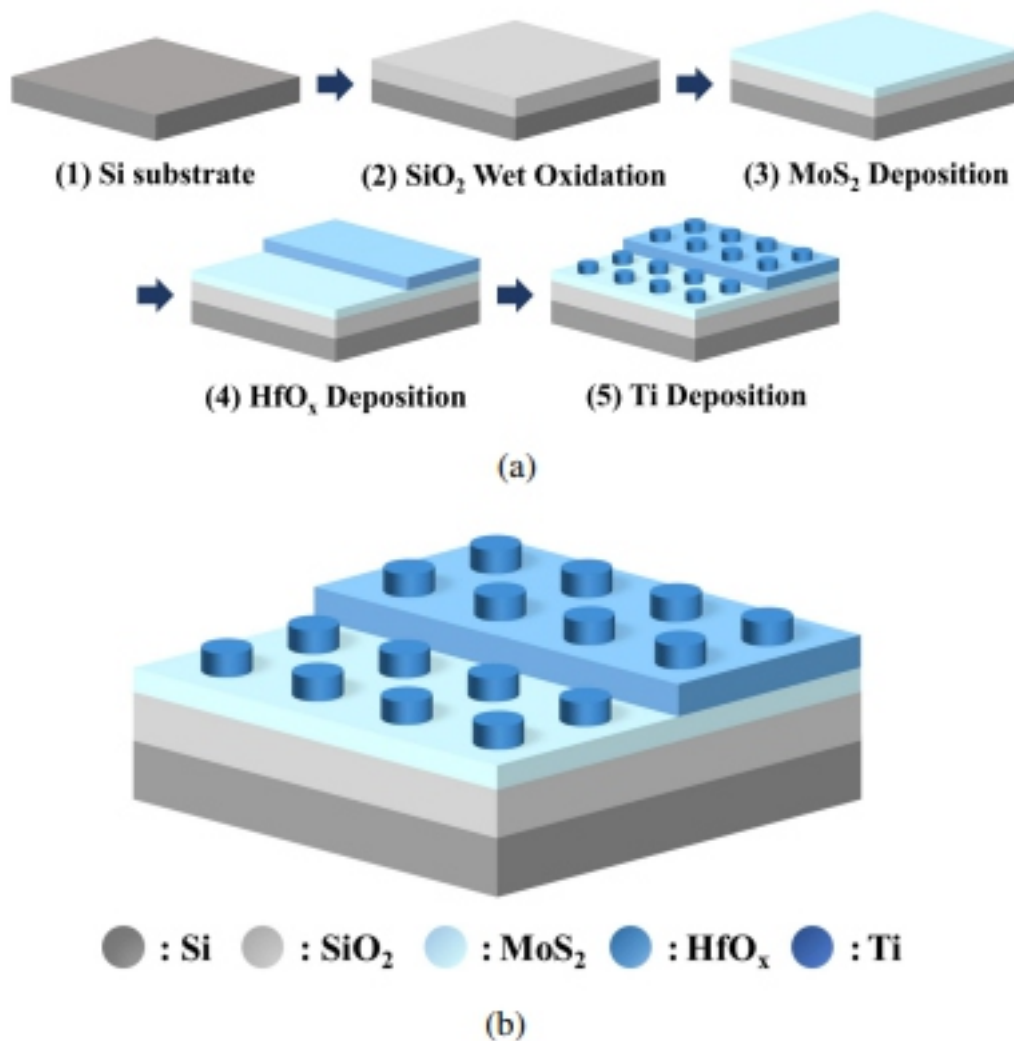 (1) Si substrate
(2) SiO₂ Wet Oxidation
(3) MoS₂ Deposition
(4) HfOₓ Deposition
(5) Ti Deposition
(a)
: Si : SiO₂ : MoS₂ : HfOₓ : Ti
(b)